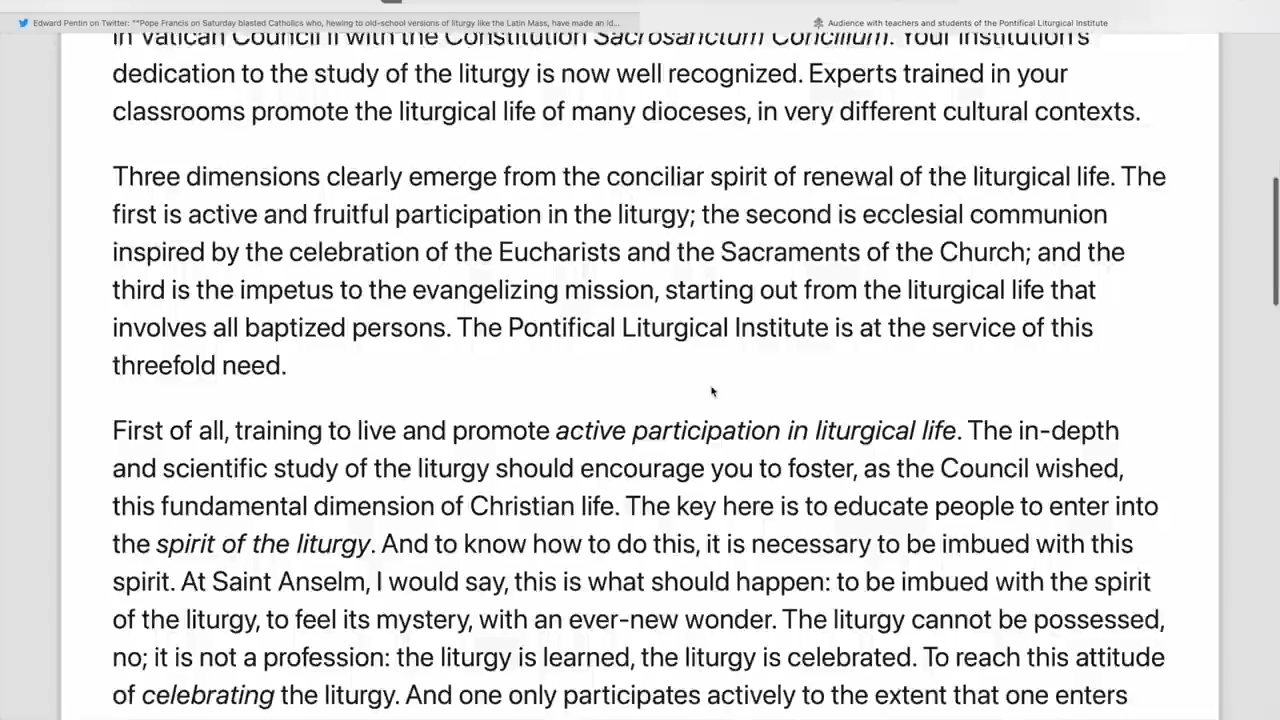 Edward Pentin on Twitter: ""Pope Francis on Saturday blasted Catholics who, hewing to old-school versions of liturgy like the Latin Mass, have made an id...
Audience with teachers and students of the Pontifical Liturgical Institute
in Vatican Council II with the Constitution Sacrosanctum Concilium. Your Institution's
dedication to the study of the liturgy is now well recognized. Experts trained in your
classrooms promote the liturgical life of many dioceses, in very different cultural contexts.
Three dimensions clearly emerge from the conciliar spirit of renewal of the liturgical life. The
first is active and fruitful participation in the liturgy; the second is ecclesial communion
inspired by the celebration of the Eucharists and the Sacraments of the Church; and the
third is the impetus to the evangelizing mission, starting out from the liturgical life that
involves all baptized persons. The Pontifical Liturgical Institute is at the service of this
threefold need.
First of all, training to live and promote active participation in liturgical life. The in-depth
and scientific study of the liturgy should encourage you to foster, as the Council wished,
this fundamental dimension of Christian life. The key here is to educate people to enter into
the spirit of the liturgy. And to know how to do this, it is necessary to be imbued with this
spirit. At Saint Anselm, I would say, this is what should happen: to be imbued with the spirit
of the liturgy, to feel its mystery, with an ever-new wonder. The liturgy cannot be possessed,
no; it is not a profession: the liturgy is learned, the liturgy is celebrated. To reach this attitude
of celebrating the liturgy. And one only participates actively to the extent that one enters